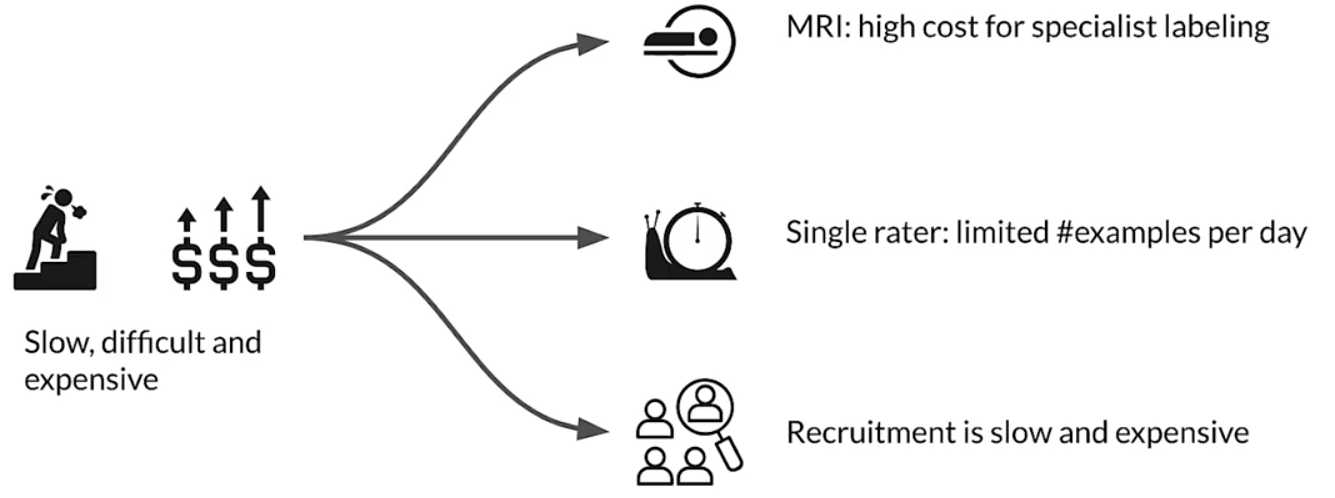 MRI: high cost for specialist labeling
$$$
Single rater: limited #examples per day
Slow, difficult and
expensive
Recruitment is slow and expensive